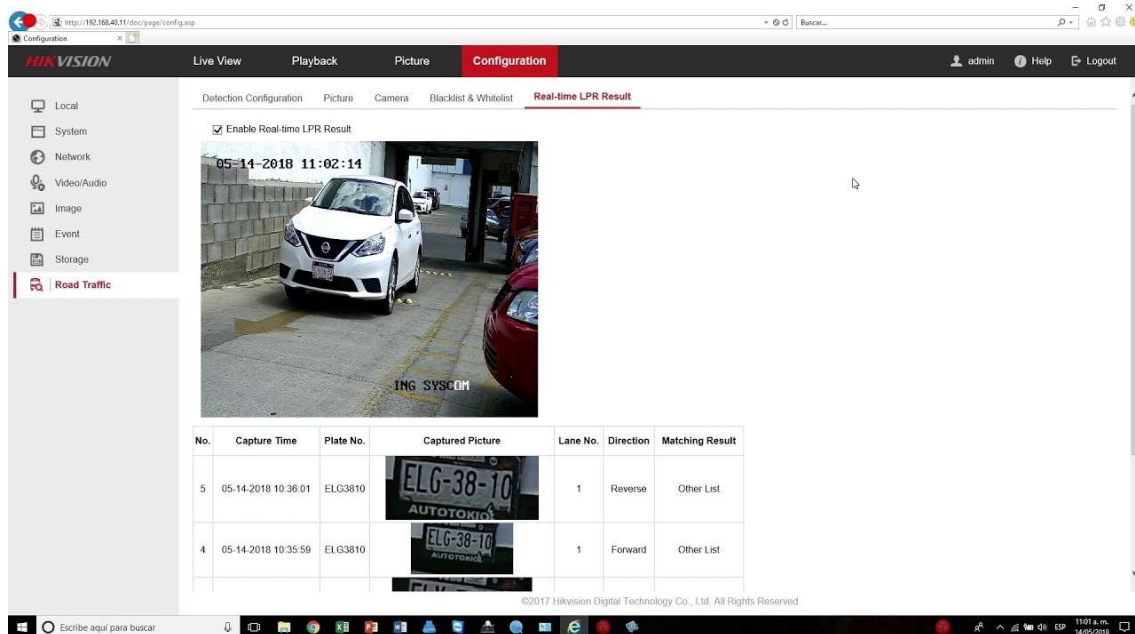 http://192.168.40.11/doc/page/config.asp
Buscar...
Configuration
HIKVISION
Live View Playback Picture Configuration
admin Help Logout
Detection Configuration Picture Camera Blacklist & Whitelist Real-time LPR Result
Local
System
Network
Video/Audio
Image
Event
Storage
Road Traffic
Enable Real-time LPR Result
05-14-2018 11:02:14
ING SYSCOM
No. Capture Time Plate No. Captured Picture Lane No. Direction Matching Result
5 05-14-2018 10:36:01 ELG3810 ELG-38-10 1 Reverse Other List
AUTOTOKIO
4 05-14-2018 10:35:59 ELG3810 ELG-38-10 1 Forward Other List
AUTOTOKIO
©2017 Hikvision Digital Technology Co., Ltd. All Rights Reserved.
Escribe aquí para buscar
ESP
11:01 a. m.
14/05/2018